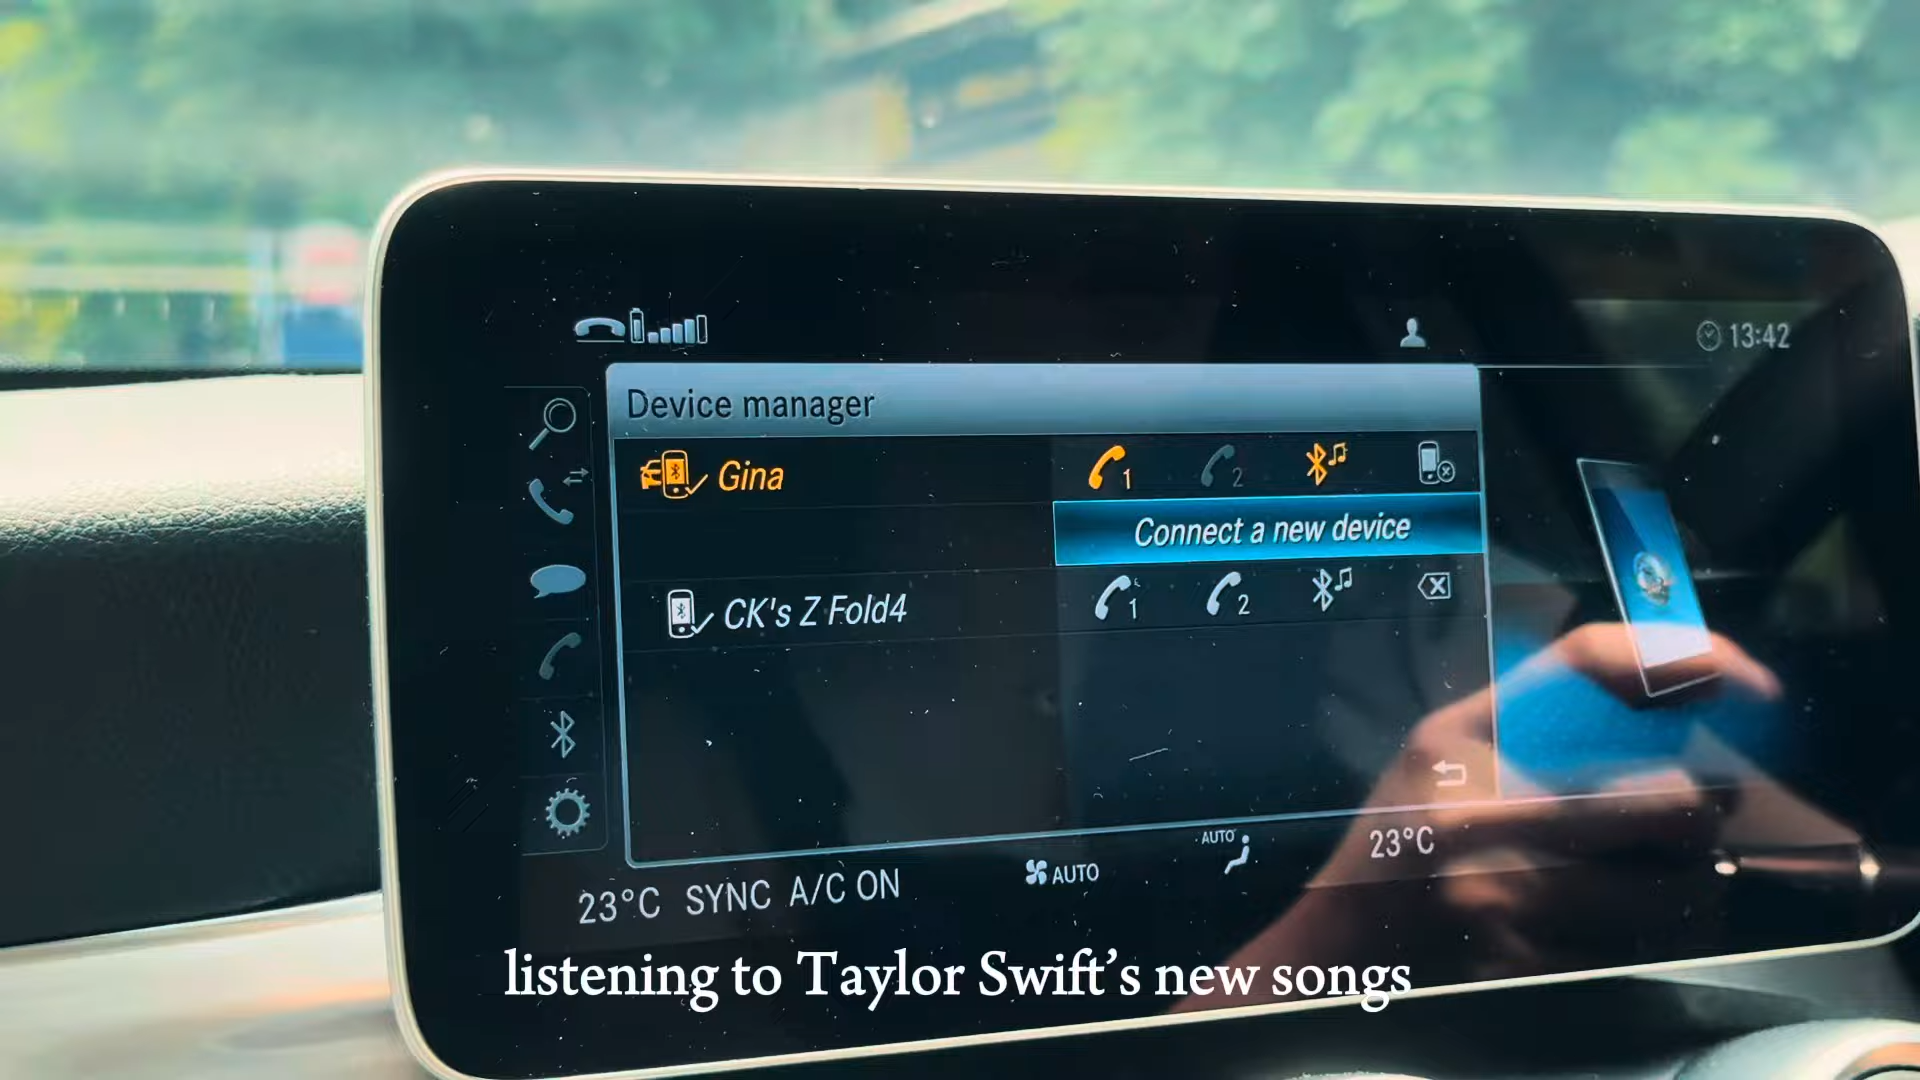 13:42
Device manager
Gina
1
2
Connect a new device
CK's Z Fold4
1
2
AUTO
23°C
AUTO
23°C SYNC A/C ON
listening to Taylor Swift’s new songs